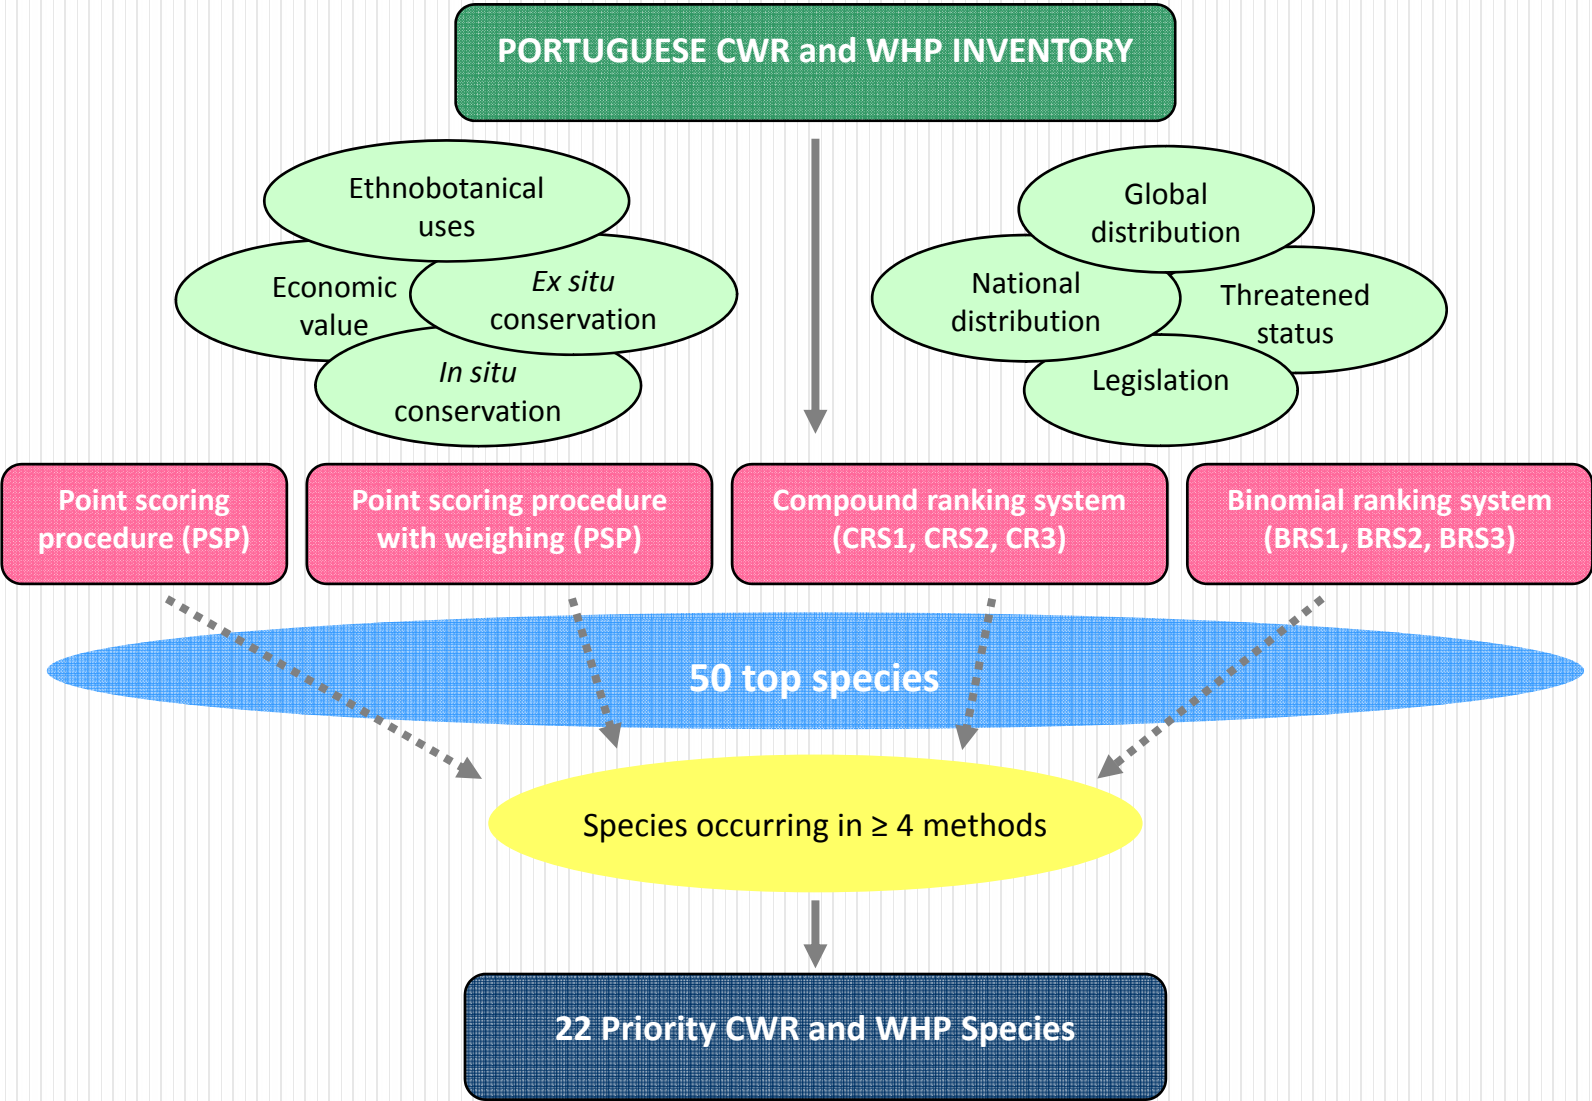 PORTUGUESE CWR and WHP INVENTORY
Ethnobotanical
uses
Economic
value
Ex situ
conservation
In situ
conservation
Global
distribution
National
distribution
Threatened
status
Legislation
Point scoring
procedure (PSP)
Point scoring procedure
with weighing (PSP)
Compound ranking system
(CRS1, CRS2, CR3)
Binomial ranking system
(BRS1, BRS2, BRS3)
50 top species
Species occurring in ≥ 4 methods
22 Priority CWR and WHP Species